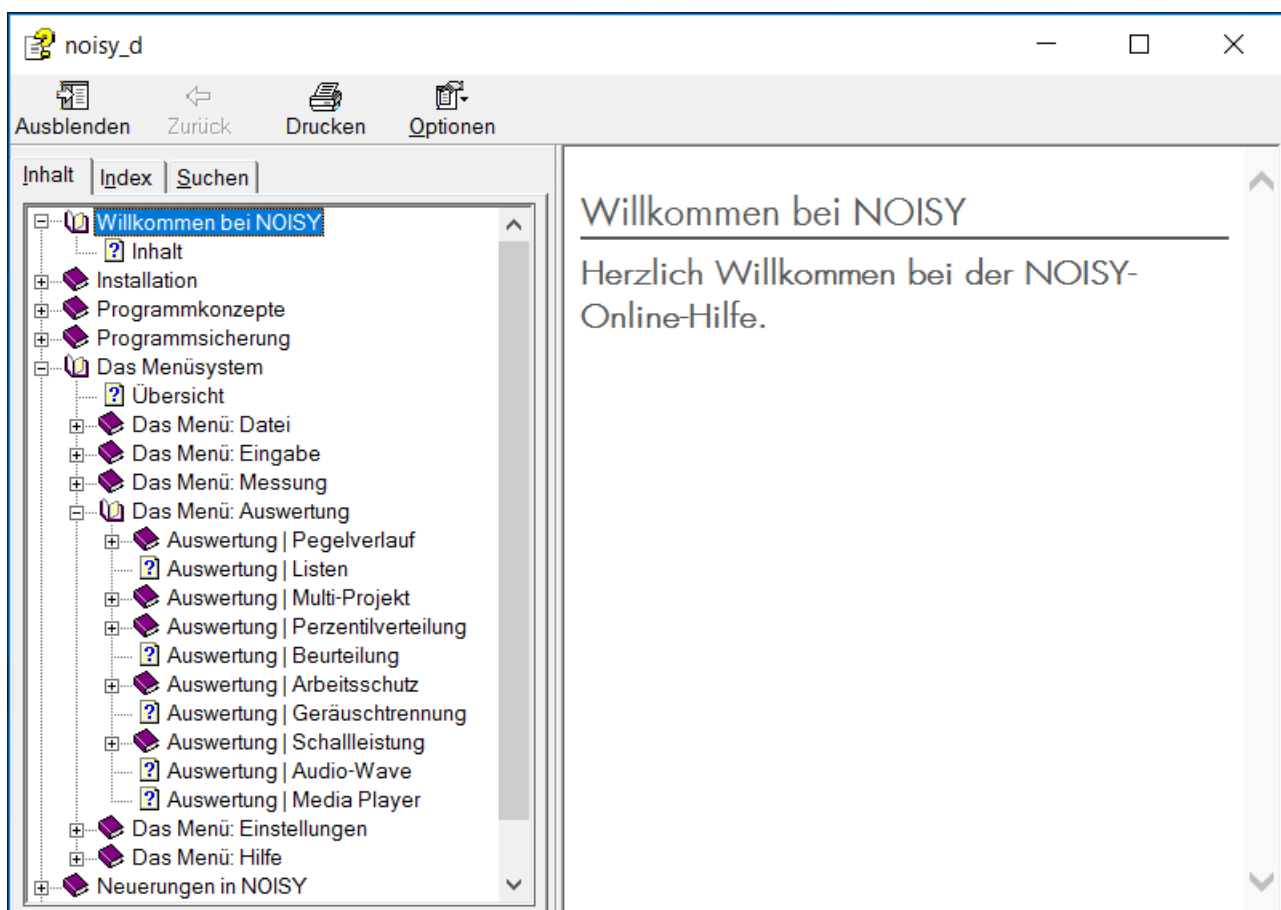 noisy_d
Ausblenden Zurück Drucken Optionen
Inhalt Index Suchen
Willkommen bei NOISY
Inhalt
Installation
Programmkonzepte
Programmsicherung
Das Menüsystem
Übersicht
Das Menü: Datei
Das Menü: Eingabe
Das Menü: Messung
Das Menü: Auswertung
Auswertung | Pegelverlauf
Auswertung | Listen
Auswertung | Multi-Projekt
Auswertung | Perzentilverteilung
Auswertung | Beurteilung
Auswertung | Arbeitsschutz
Auswertung | Geräuschtrennung
Auswertung | Schallleistung
Auswertung | Audio-Wave
Auswertung | Media Player
Das Menü: Einstellungen
Das Menü: Hilfe
Neuerungen in NOISY
Willkommen bei NOISY
Herzlich Willkommen bei der NOISY-
Online-Hilfe.